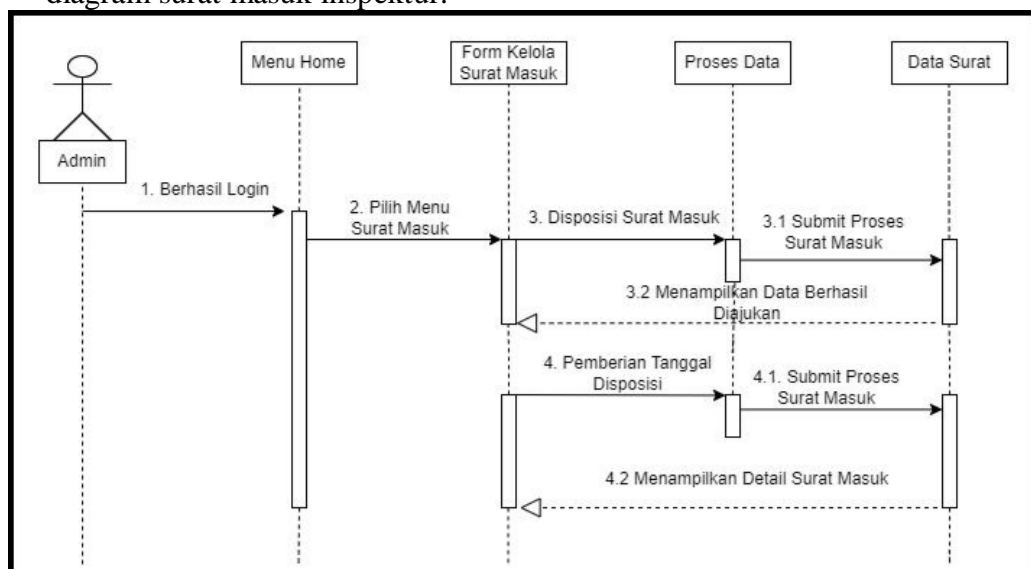 diagram surat masuk inspektur.
Menu Home
Form Kelola
Surat Masuk
Proses Data
Data Surat
Admin
1. Berhasil Login
2. Pilih Menu
Surat Masuk
3. Disposisi Surat Masuk
3.1 Submit Proses
Surat Masuk
3.2 Menampilkan Data Berhasil
Diajukan
4. Pemberian Tanggal
Disposisi
4.1. Submit Proses
Surat Masuk
4.2 Menampilkan Detail Surat Masuk